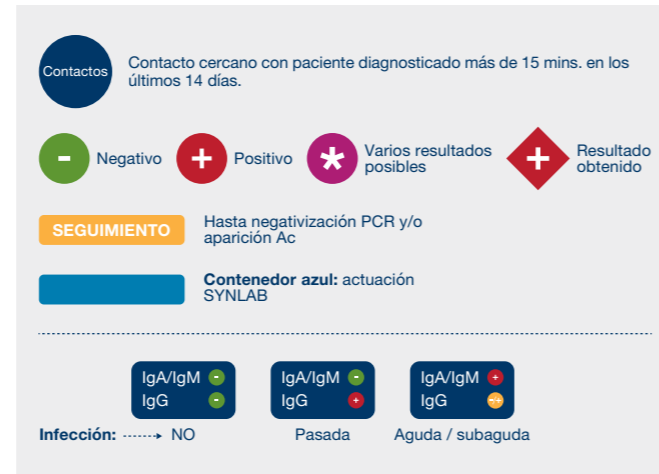 Contactos
Contacto cercano con paciente diagnosticado más de 15 mins. en los
últimos 14 días.
- Negativo
+ Positivo
* Varios resultados
posibles
+ Resultado
obtenido
SEGUIMIENTO
Hasta negativización PCR y/o
aparición Ac
Contenedor azul: actuación
SYNLAB
IgA/IgM -
IgG -
IgA/IgM -
IgG +
IgA/IgM +
IgG -/+
Infección: NO
Pasada
Aguda / subaguda